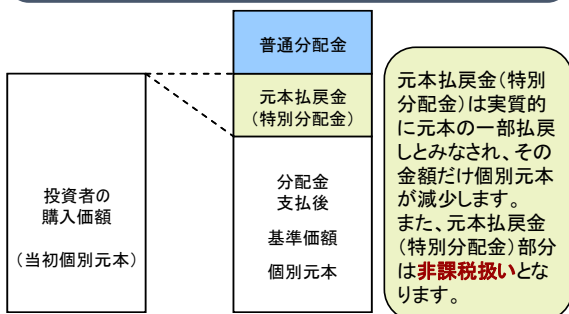 普通分配金
元本払戻金
(特別分配金)
投資者の
購入価額
(当初個別元本)
分配金
支払後
基準価額
個別元本
元本払戻金(特別
分配金)は実質的
に元本の一部払戻
しとみなされ、その
金額だけ個別元本
が減少します。
また、元本払戻金
(特別分配金)部分
は非課税扱いとな
ります。